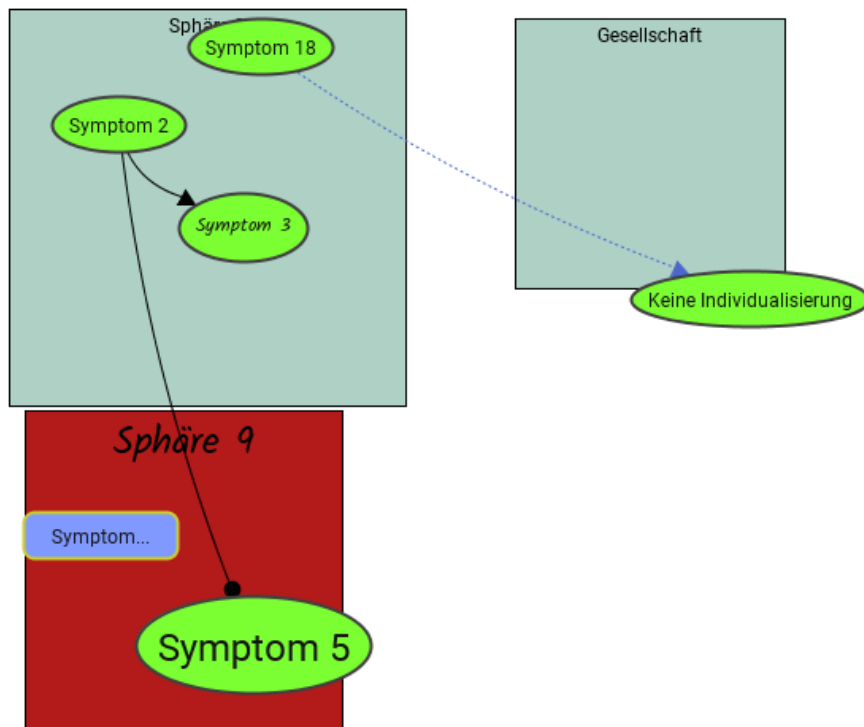 Symptom 18
Gesellschaft
Symptom 2
Symptom 3
Keine Individualisierung
Sphäre 9
Symptom...
Symptom 5